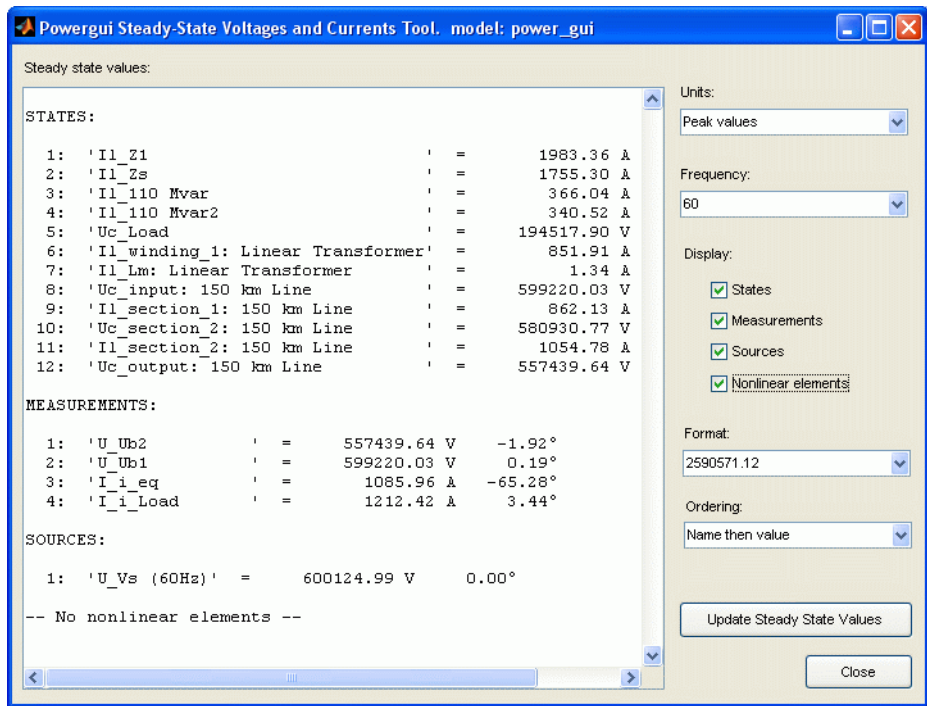 Powergui Steady-State Voltages and Currents Tool.  model: power_gui
Steady state values:
STATES:
1:  'Il_Z1                          '  =       1983.36 A
2:  'Il_Zs                          '  =       1755.30 A
3:  'Il_110 Mvar                    '  =        366.04 A
4:  'Il_110 Mvar2                   '  =        340.52 A
5:  'Uc_Load                        '  =     194517.90 V
6:  'Il_winding_1: Linear Transformer'  =        851.91 A
7:  'Il_Lm: Linear Transformer      '  =          1.34 A
8:  'Uc_input: 150 km Line          '  =     599220.03 V
9:  'Il_section_1: 150 km Line      '  =        862.13 A
10:  'Uc_section_2: 150 km Line      '  =     580930.77 V
11:  'Il_section_2: 150 km Line      '  =       1054.78 A
12:  'Uc_output: 150 km Line         '  =     557439.64 V
MEASUREMENTS:
1:  'U_Ub2         '  =     557439.64 V    -1.92°
2:  'U_Ub1         '  =     599220.03 V     0.19°
3:  'I_i_eq        '  =       1085.96 A   -65.28°
4:  'I_i_Load      '  =       1212.42 A     3.44°
SOURCES:
1:  'U_Vs (60Hz)'  =     600124.99 V     0.00°
-- No nonlinear elements --
Units:
Peak values
Frequency:
60
Display:
States
Measurements
Sources
Nonlinear elements
Format:
2590571.12
Ordering:
Name then value
Update Steady State Values
Close